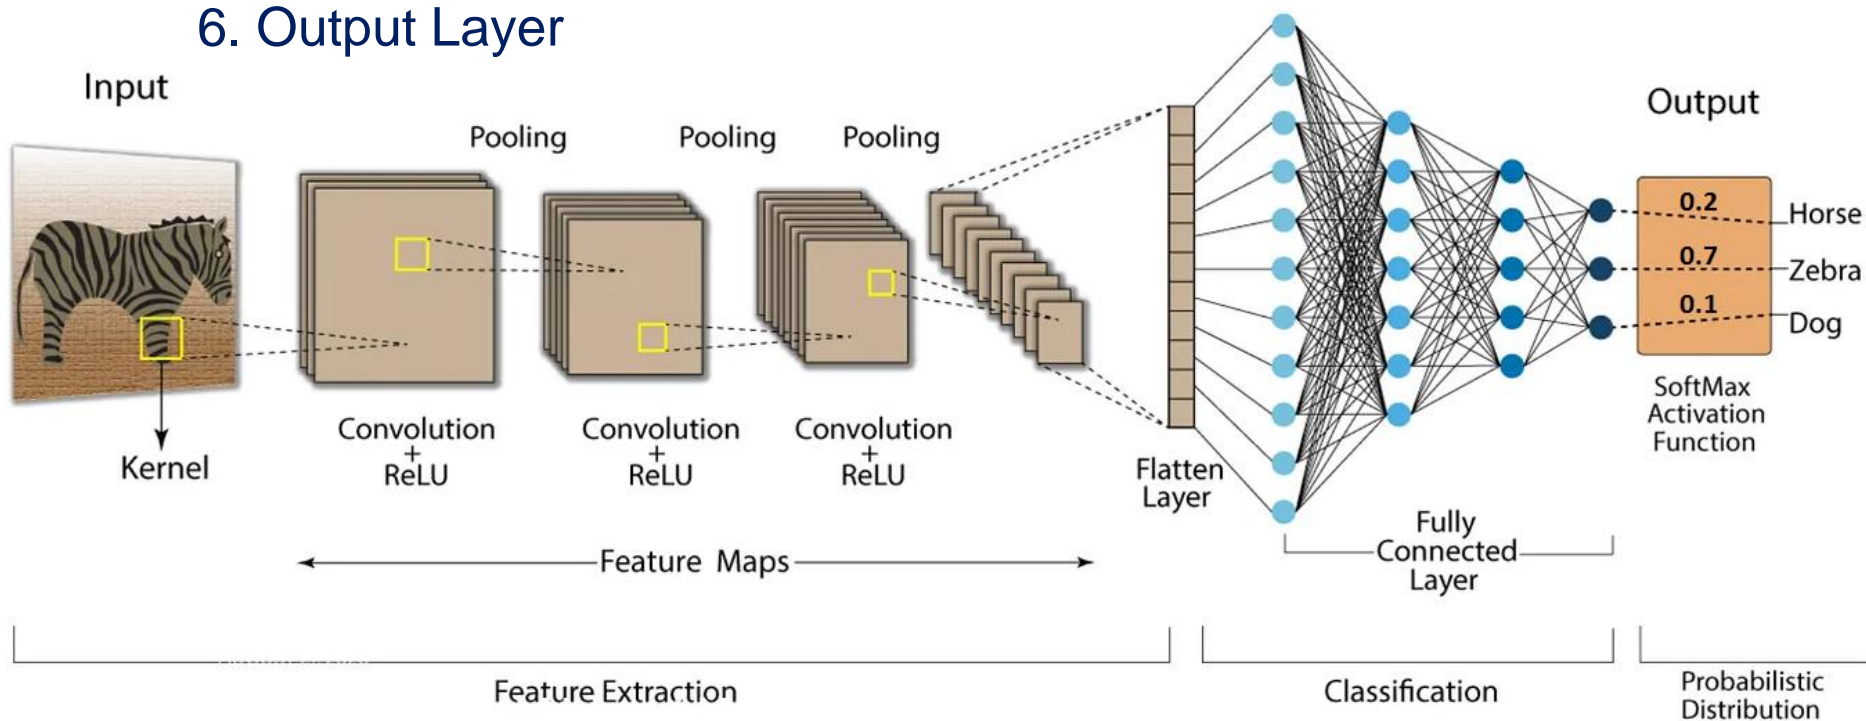 6. Output Layer
Input
Pooling
Pooling
Pooling
Output
0.2
Horse
0.7
Zebra
0.1
Dog
SoftMax
Activation
Function
Kernel
Convolution
+
ReLU
Convolution
+
ReLU
Convolution
+
ReLU
Flatten
Layer
Fully
Connected
Layer
Feature Maps
Feature Extraction
Classification
Probabilistic
Distribution